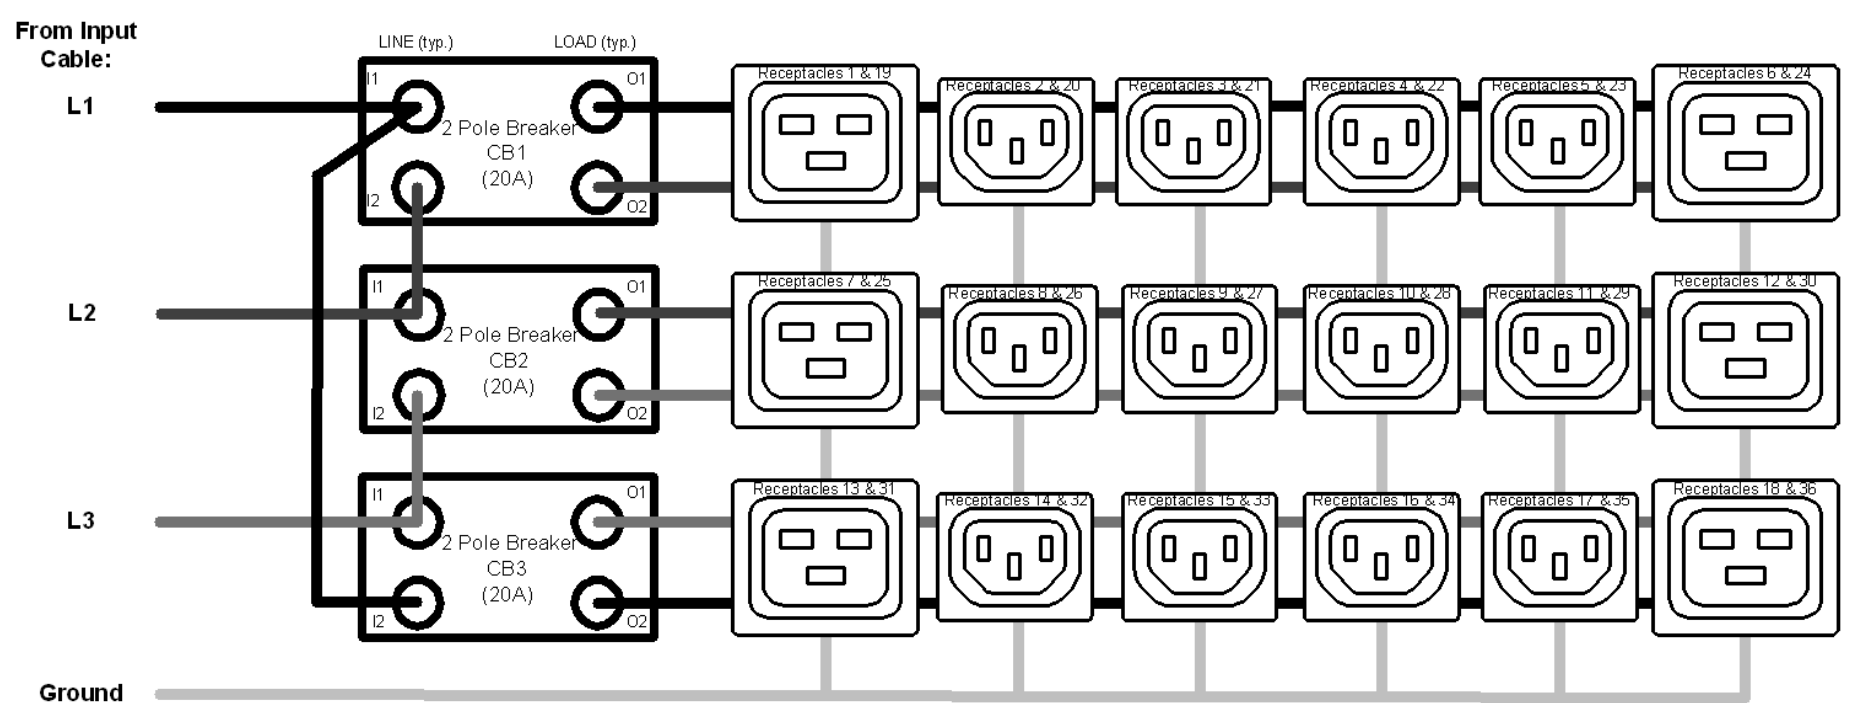 From Input
Cable:
LINE (typ.)
LOAD (typ.)
L1
I1
O1
2 Pole Breaker
CB1
(20A)
I2
O2
Receptacles 1 & 19
Receptacles 2 & 20
Receptacles 3 & 21
Receptacles 4 & 22
Receptacles 5 & 23
Receptacles 6 & 24
L2
I1
O1
2 Pole Breaker
CB2
(20A)
I2
O2
Receptacles 7 & 25
Receptacles 8 & 26
Receptacles 9 & 27
Receptacles 10 & 28
Receptacles 11 & 29
Receptacles 12 & 30
L3
I1
O1
2 Pole Breaker
CB3
(20A)
I2
O2
Receptacles 13 & 31
Receptacles 14 & 32
Receptacles 15 & 33
Receptacles 16 & 34
Receptacles 17 & 35
Receptacles 18 & 36
Ground